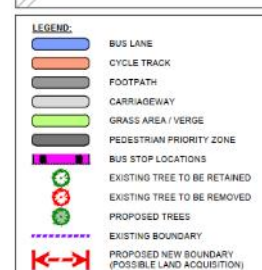 LEGEND:
BUS LANE
CYCLE TRACK
FOOTPATH
CARRIAGEWAY
GRASS AREA / VERGE
PEDESTRIAN PRIORITY ZONE
BUS STOP LOCATIONS
EXISTING TREE TO BE RETAINED
EXISTING TREE TO BE REMOVED
PROPOSED TREES
EXISTING BOUNDARY
PROPOSED NEW BOUNDARY
(POSSIBLE LAND ACQUISITION)